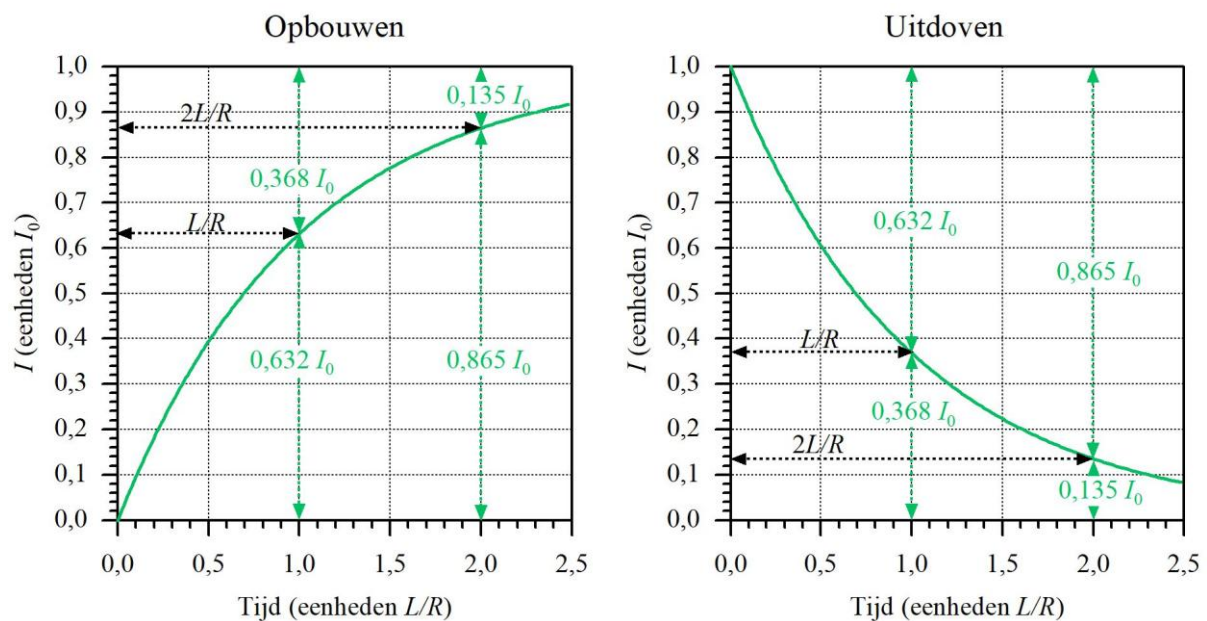 Opbouwen
1,0
0,9
0,8
0,7
0,6
0,5
0,4
0,3
0,2
0,1
0,0
I (eenheden I0)
2L/R
0,135 I0
0,368 I0
L/R
0,632 I0
0,865 I0
0,0 0,5 1,0 1,5 2,0 2,5
Tijd (eenheden L/R)
Uitdoven
1,0
0,9
0,8
0,7
0,6
0,5
0,4
0,3
0,2
0,1
0,0
I (eenheden I0)
0,632 I0
0,865 I0
L/R
0,368 I0
2L/R
0,135 I0
0,0 0,5 1,0 1,5 2,0 2,5
Tijd (eenheden L/R)